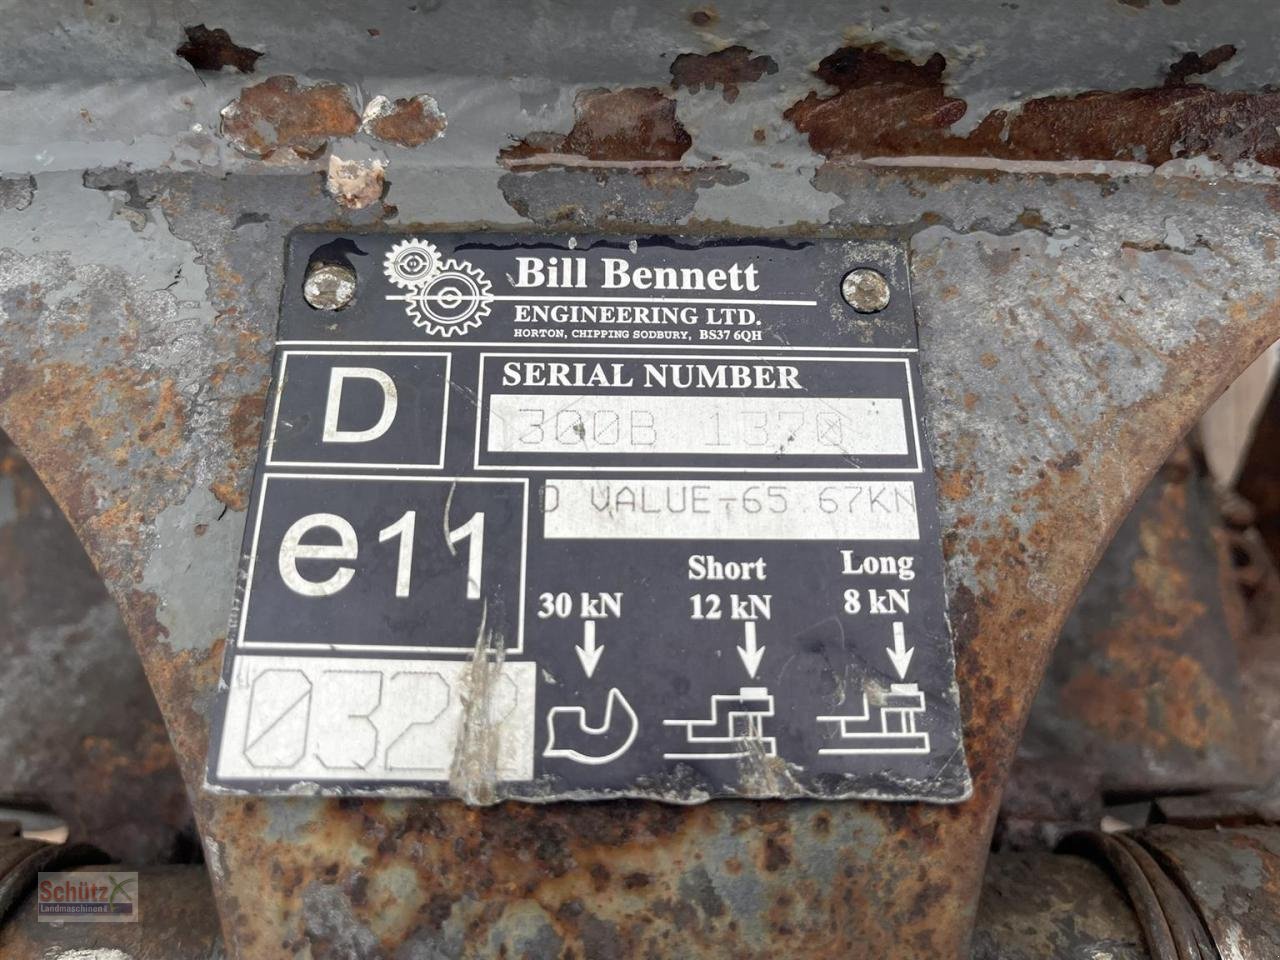 Bill Bennett
ENGINEERING LTD.
HORTON, CHIPPING SODBURY, BS37 6QH
D
SERIAL NUMBER
300B 1370
D VALUE-65.67KN
e11
30 kN
Short
12 kN
Long
8 kN
Schütz
Landmaschinen